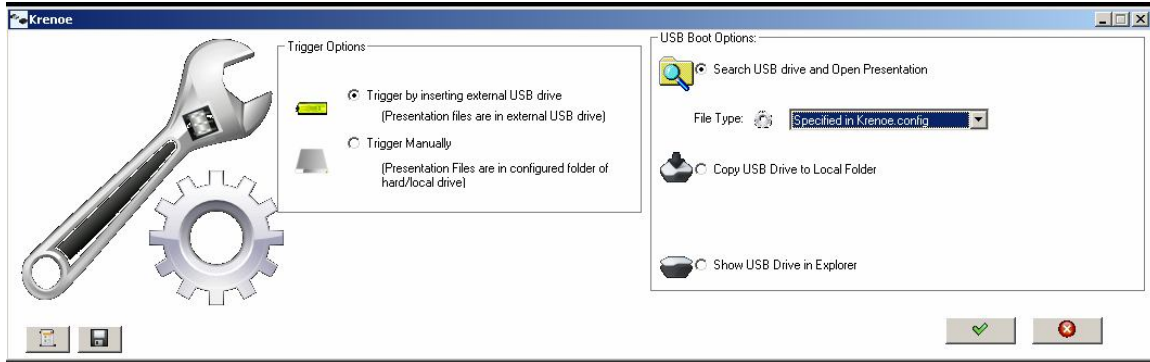 Krenoe
Trigger Options
Trigger by inserting external USB drive
(Presentation files are in external USB drive)
Trigger Manually
(Presentation Files are in configured folder of
hard/local drive)
USB Boot Options:
Search USB drive and Open Presentation
File Type:
Specified in Krenoe.config
Copy USB Drive to Local Folder
Show USB Drive in Explorer